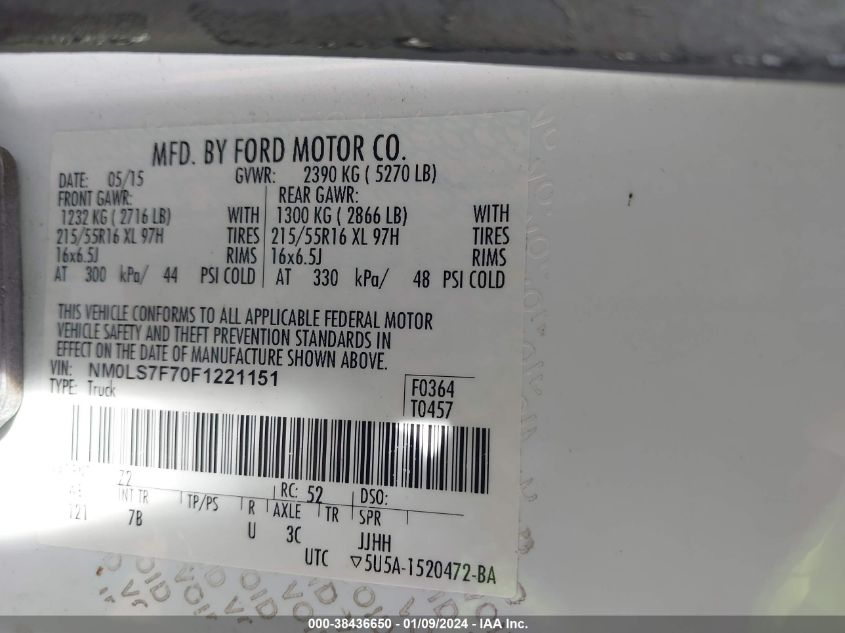 MFD. BY FORD MOTOR CO.
DATE: 05/15 GVWR: 2390 KG ( 5270 LB)
FRONT GAWR: REAR GAWR:
1232 KG ( 2716 LB) WITH 1300 KG ( 2866 LB) WITH
215/55R16 XL 97H TIRES 215/55R16 XL 97H TIRES
16x6.5J RIMS 16x6.5J RIMS
AT 300 kPa/ 44 PSI COLD AT 330 kPa/ 48 PSI COLD
THIS VEHICLE CONFORMS TO ALL APPLICABLE FEDERAL MOTOR
VEHICLE SAFETY AND THEFT PREVENTION STANDARDS IN
EFFECT ON THE DATE OF MANUFACTURE SHOWN ABOVE.
VIN: NM0LS7F70F1221151
TYPE: Truck
F0364
T0457
Z2 RC: 52 DSO:
INT TR TP/PS R AXLE TR SPR
121 7B U 3C JJHH
UTC ▽5U5A-1520472-BA
000-38436650 - 01/09/2024 - IAA Inc.